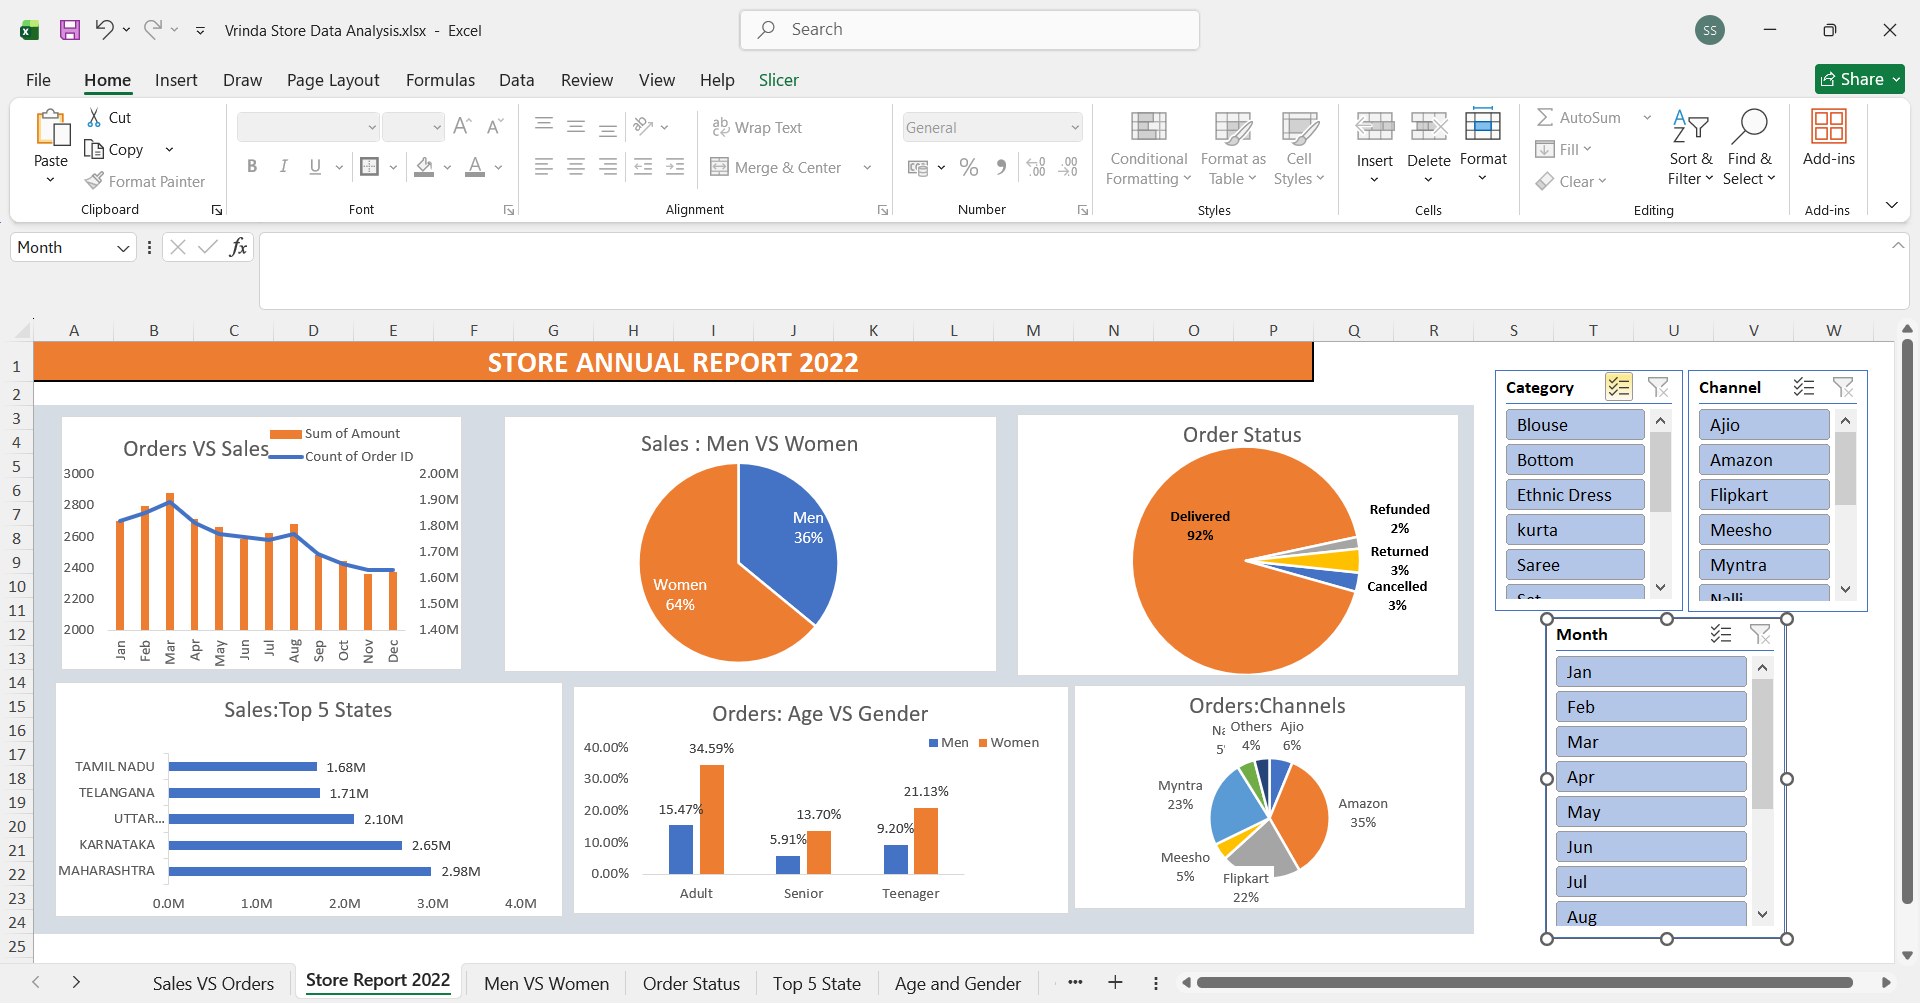 Vrinda Store Data Analysis.xlsx - Excel
Search
SS
File Home Insert Draw Page Layout Formulas Data Review View Help Slicer
Share
Paste
Cut
Copy
Format Painter
Clipboard
B I U
A A
A
Font
ab
Wrap Text
Merge & Center
Alignment
General
%
Number
Conditional Formatting
Format as Table
Cell Styles
Styles
Insert
Delete
Format
Cells
AutoSum
Fill
Clear
Sort & Filter
Find & Select
Editing
Add-ins
Add-ins
Month
fx
A B C D E F G H I J K L M N O P Q R S T U V W
1
2
3
4
5
6
7
8
9
10
11
12
13
14
15
16
17
18
19
20
21
22
23
24
25
STORE ANNUAL REPORT 2022
Orders VS Sales
Sum of Amount
Count of Order ID
3000
2800
2600
2400
2200
2000
2.00M
1.90M
1.80M
1.70M
1.60M
1.50M
1.40M
Jan Feb Mar Apr May Jun Jul Aug Sep Oct Nov Dec
Sales : Men VS Women
Men
36%
Women
64%
Order Status
Delivered
92%
Refunded
2%
Returned
3%
Cancelled
3%
Sales:Top 5 States
TAMIL NADU 1.68M
TELANGANA 1.71M
UTTAR... 2.10M
KARNATAKA 2.65M
MAHARASHTRA 2.98M
0.0M 1.0M 2.0M 3.0M 4.0M
Orders: Age VS Gender
Men Women
40.00%
30.00%
20.00%
10.00%
0.00%
15.47% 34.59%
5.91% 13.70%
9.20% 21.13%
Adult Senior Teenager
Orders:Channels
Others
4%
Ajio
6%
Amazon
35%
Flipkart
22%
Meesho
5%
Myntra
23%
Category
Blouse
Bottom
Ethnic Dress
kurta
Saree
Set
Channel
Ajio
Amazon
Flipkart
Meesho
Myntra
Nalli
Month
Jan
Feb
Mar
Apr
May
Jun
Jul
Aug
Sales VS Orders Store Report 2022 Men VS Women Order Status Top 5 State Age and Gender ...